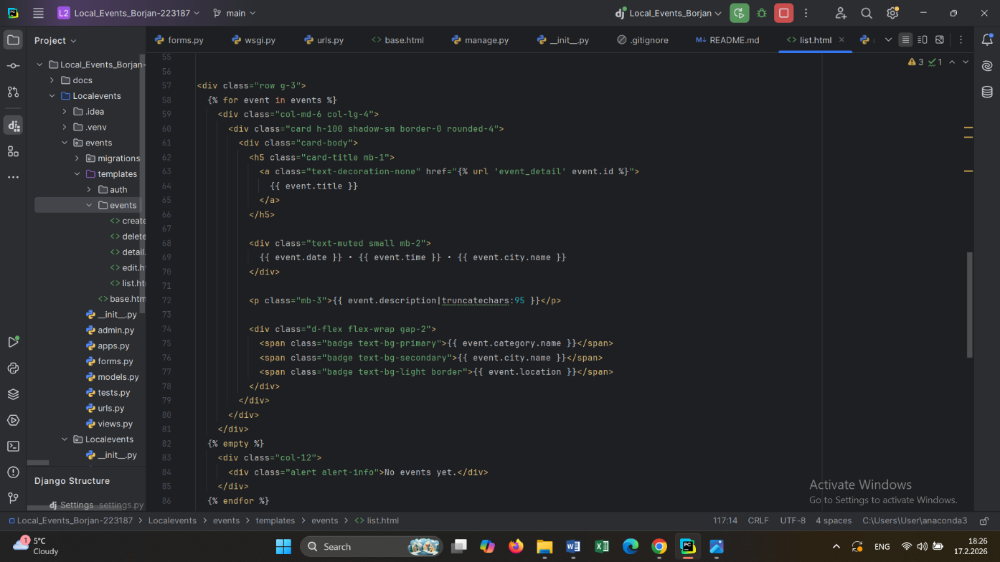 L2 Local_Events_Borjan-223187 main
dj Local_Events_Borjan
Project
forms.py wsgi.py urls.py base.html manage.py __init__.py .gitignore M↓ README.md list.html
3 1
Local_Events_Borjan-
docs
Localevents
.idea
.venv
events
migrations
templates
auth
events
create
delete
detail.
edit.h
list.ht
base.htm
__init__.py
admin.py
apps.py
forms.py
models.py
tests.py
urls.py
views.py
Localevents
__init__.py
Django Structure
dj Settings settings.py
55
56
57 <div class="row g-3">
58 {% for event in events %}
59 <div class="col-md-6 col-lg-4">
60 <div class="card h-100 shadow-sm border-0 rounded-4">
61 <div class="card-body">
62 <h5 class="card-title mb-1">
63 <a class="text-decoration-none" href="{% url 'event_detail' event.id %}">
64 {{ event.title }}
65 </a>
66 </h5>
67
68 <div class="text-muted small mb-2">
69 {{ event.date }} • {{ event.time }} • {{ event.city.name }}
70 </div>
71
72 <p class="mb-3">{{ event.description|truncatechars:95 }}</p>
73
74 <div class="d-flex flex-wrap gap-2">
75 <span class="badge text-bg-primary">{{ event.category.name }}</span>
76 <span class="badge text-bg-secondary">{{ event.city.name }}</span>
77 <span class="badge text-bg-light border">{{ event.location }}</span>
78 </div>
79 </div>
80 </div>
81 </div>
82 {% empty %}
83 <div class="col-12">
84 <div class="alert alert-info">No events yet.</div>
85 </div>
86 {% endfor %}
Activate Windows
Go to Settings to activate Windows.
Local_Events_Borjan-223187 > Localevents > events > templates > events > list.html 117:14 CRLF UTF-8 4 spaces C:\Users\User\anaconda3
1 5°C
Cloudy
Search
ENG
18:26
17.2.2026